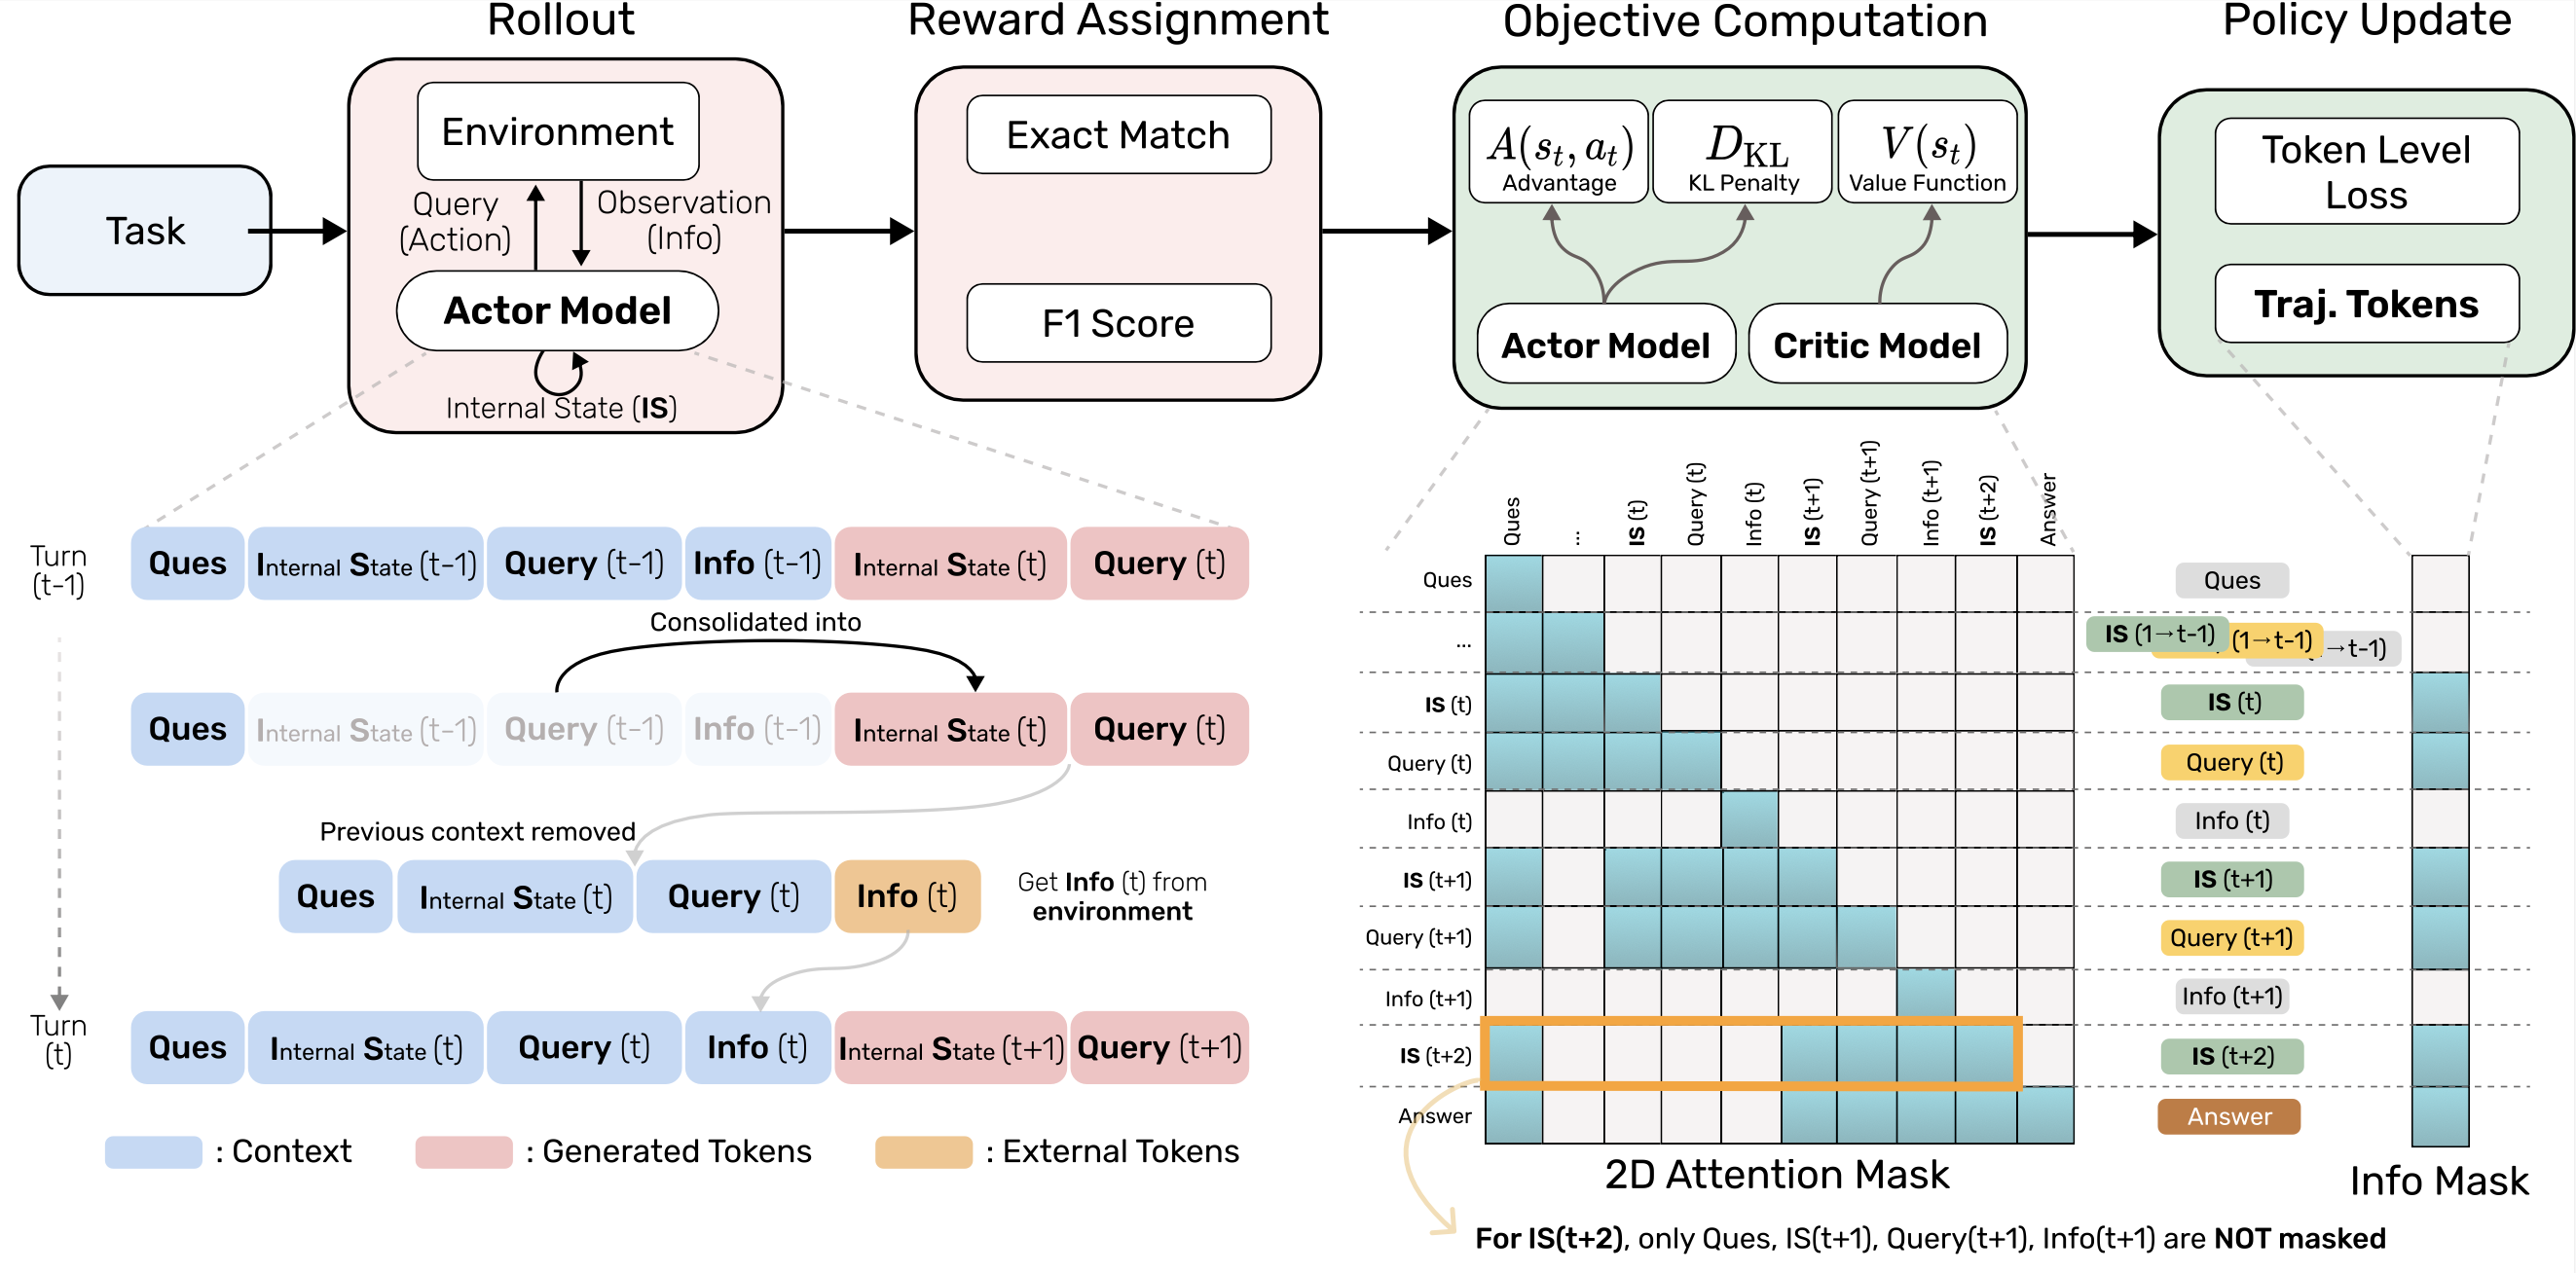 Rollout
Reward Assignment
Objective Computation
Policy Update
Task
Environment
Query
(Action)
Observation
(Info)
Actor Model
Internal State (IS)
Exact Match
F1 Score
A(s_t, a_t)
Advantage
D_KL
KL Penalty
V(s_t)
Value Function
Actor Model
Critic Model
Token Level
Loss
Traj. Tokens
Turn
(t-1)
Ques
Internal State (t-1)
Query (t-1)
Info (t-1)
Internal State (t)
Query (t)
Consolidated into
Ques
Internal State (t-1)
Query (t-1)
Info (t-1)
Internal State (t)
Query (t)
Previous context removed
Ques
Internal State (t)
Query (t)
Info (t)
Get Info (t) from
environment
Turn
(t)
Ques
Internal State (t)
Query (t)
Info (t)
Internal State (t+1)
Query (t+1)
: Context
: Generated Tokens
: External Tokens
Ques
...
IS (t)
Query (t)
Info (t)
IS (t+1)
Query (t+1)
Info (t+1)
IS (t+2)
Answer
Ques
...
IS (t)
Query (t)
Info (t)
IS (t+1)
Query (t+1)
Info (t+1)
IS (t+2)
Answer
2D Attention Mask
Ques
IS (1→t-1)
(1→t-1)
→t-1)
IS (t)
Query (t)
Info (t)
IS (t+1)
Query (t+1)
Info (t+1)
IS (t+2)
Answer
Info Mask
For IS(t+2), only Ques, IS(t+1), Query(t+1), Info(t+1) are NOT masked